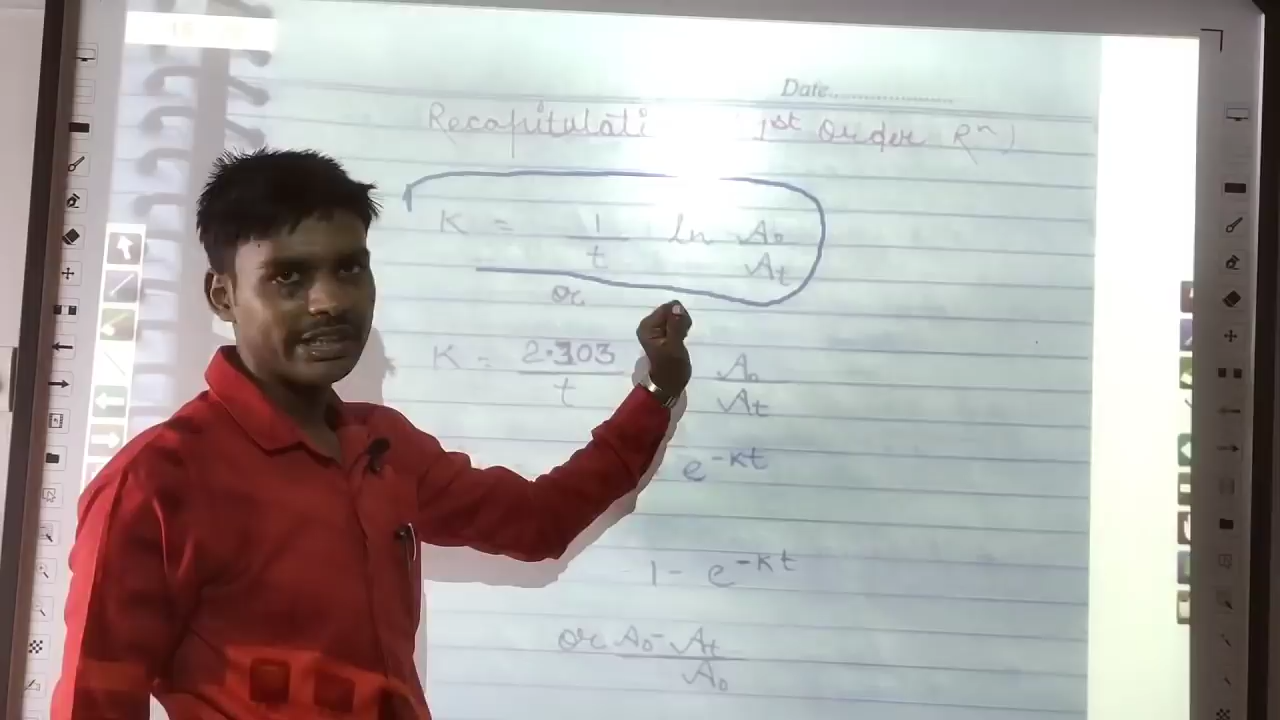 Date
Recapitulati 1st Order Rⁿ)
K = 1/t ln A₀/At
or
K = 2.303/t A₀/At
e^-Kt
1 - e^-Kt
or A₀-At/A₀